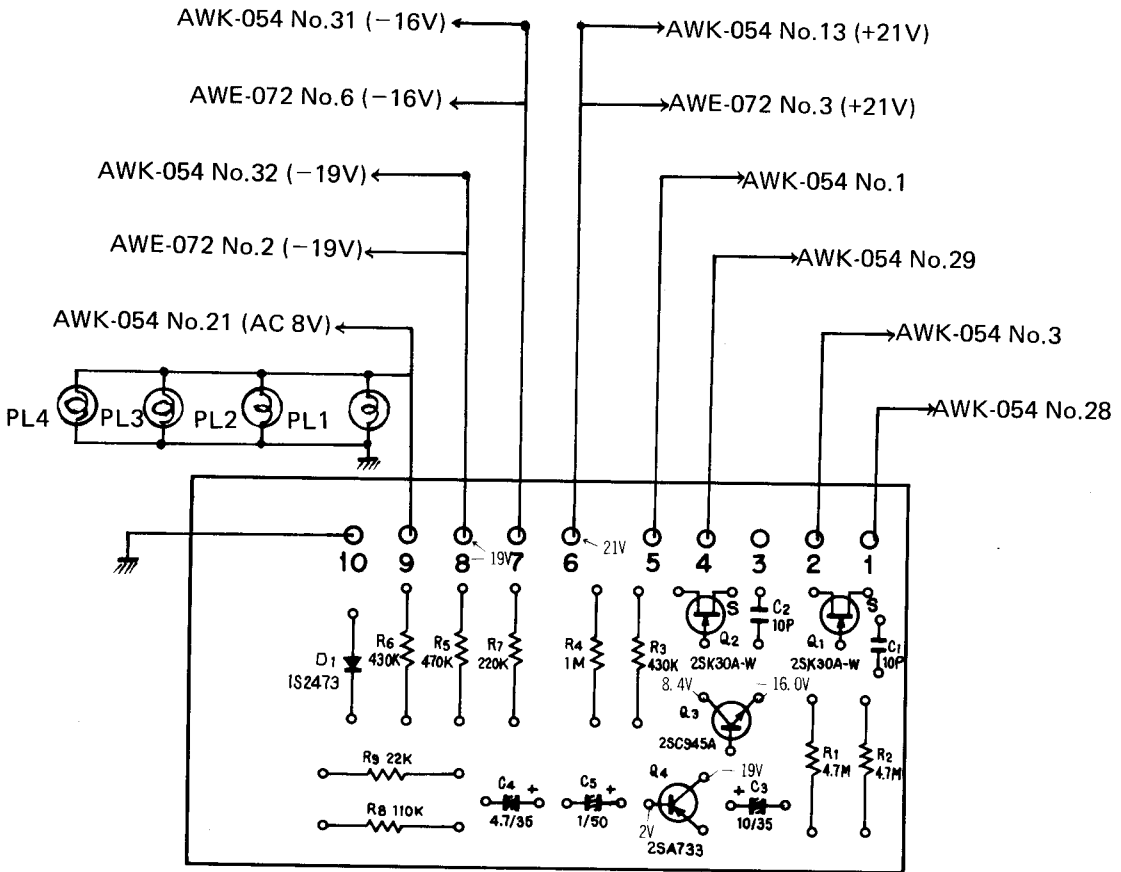 AWK-054 No.31 (−16V)
AWK-054 No.13 (+21V)
AWE-072 No.6 (−16V)
AWE-072 No.3 (+21V)
AWK-054 No.32 (−19V)
AWK-054 No.1
AWE-072 No.2 (−19V)
AWK-054 No.29
AWK-054 No.21 (AC 8V)
AWK-054 No.3
PL4 PL3 PL2 PL1
AWK-054 No.28
10 9 8 7 6 5 4 3 2 1
−19V
21V
S
S
C2
10P
Q2
2SK30A-W
Q1
2SK30A-W
C1
10P
D1
1S2473
R6
430K
R5
470K
R7
220K
R4
1M
R3
430K
8.4V
−16.0V
Q3
2SC945A
R1
4.7M
R2
4.7M
R9 22K
R8 110K
C4 +
4.7/35
C5 +
1/50
Q4
−19V
2V
2SA733
+ C3
10/35